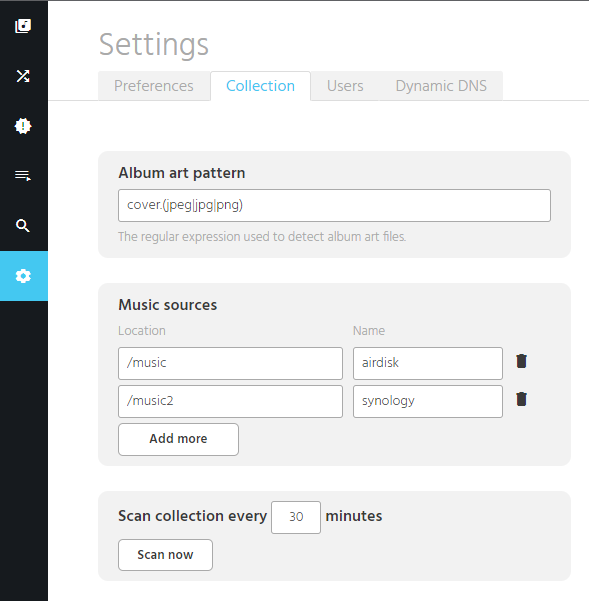 Settings
Preferences Collection Users Dynamic DNS
Album art pattern
cover.(jpeg|jpg|png)
The regular expression used to detect album art files.
Music sources
Location Name
/music airdisk
/music2 synology
Add more
Scan collection every 30 minutes
Scan now